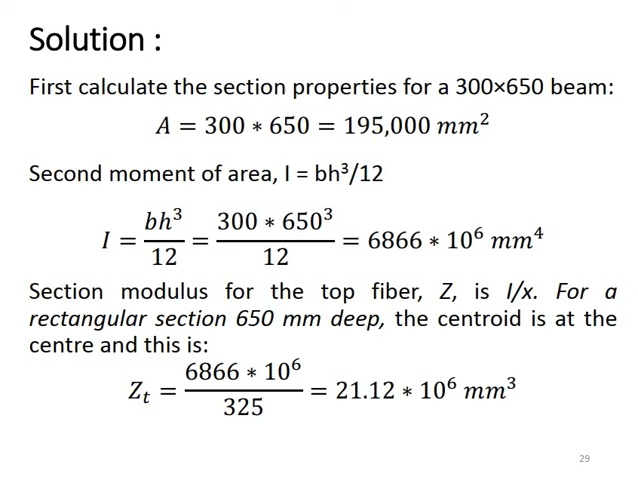 Solution :
First calculate the section properties for a 300×650 beam:
A = 300 ∗ 650 = 195,000 mm²
Second moment of area, I = bh³/12
I = bh³/12 = 300 ∗ 650³/12 = 6866 ∗ 10⁶ mm⁴
Section modulus for the top fiber, Z, is I/x. For a
rectangular section 650 mm deep, the centroid is at the
centre and this is:
Zₜ = 6866 ∗ 10⁶/325 = 21.12 ∗ 10⁶ mm³
29